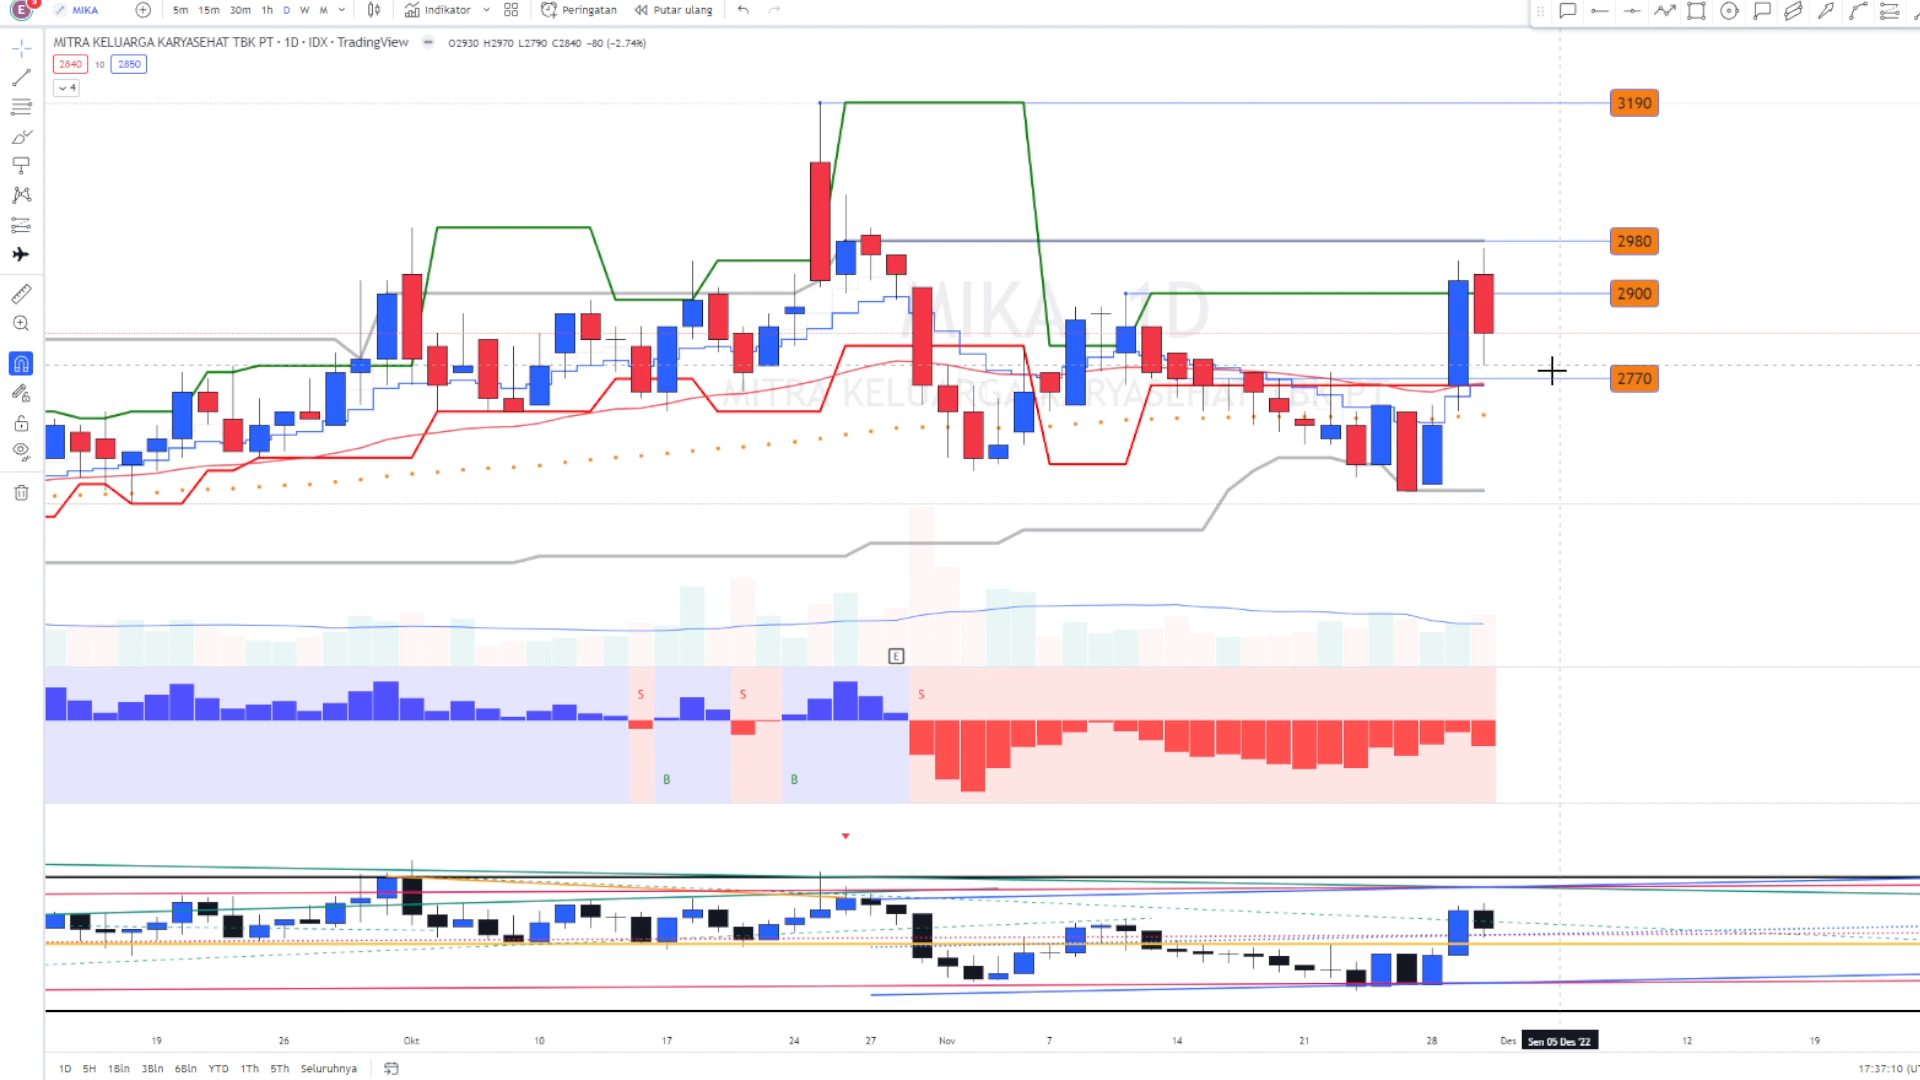 E 5 MIKA 5m 15m 30m 1h D W M Indikator Peringatan Putar ulang
MITRA KELUARGA KARYASEHAT TBK PT · 1D · IDX · TradingView O2930 H2970 L2790 C2840 −80 (−2.74%)
2840 10 2850
4
3190
2980
2900
MIKA, 1D
2770
MITRA KELUARGA KARYASEHAT TBK PT
E
S S S
B B
19 26 Okt 10 17 24 27 Nov 7 14 21 28 Des Sen 05 Des '22 12 19
1D 5H 1Bln 3Bln 6Bln YTD 1Th 5Th Seluruhnya 17:37:10 (U